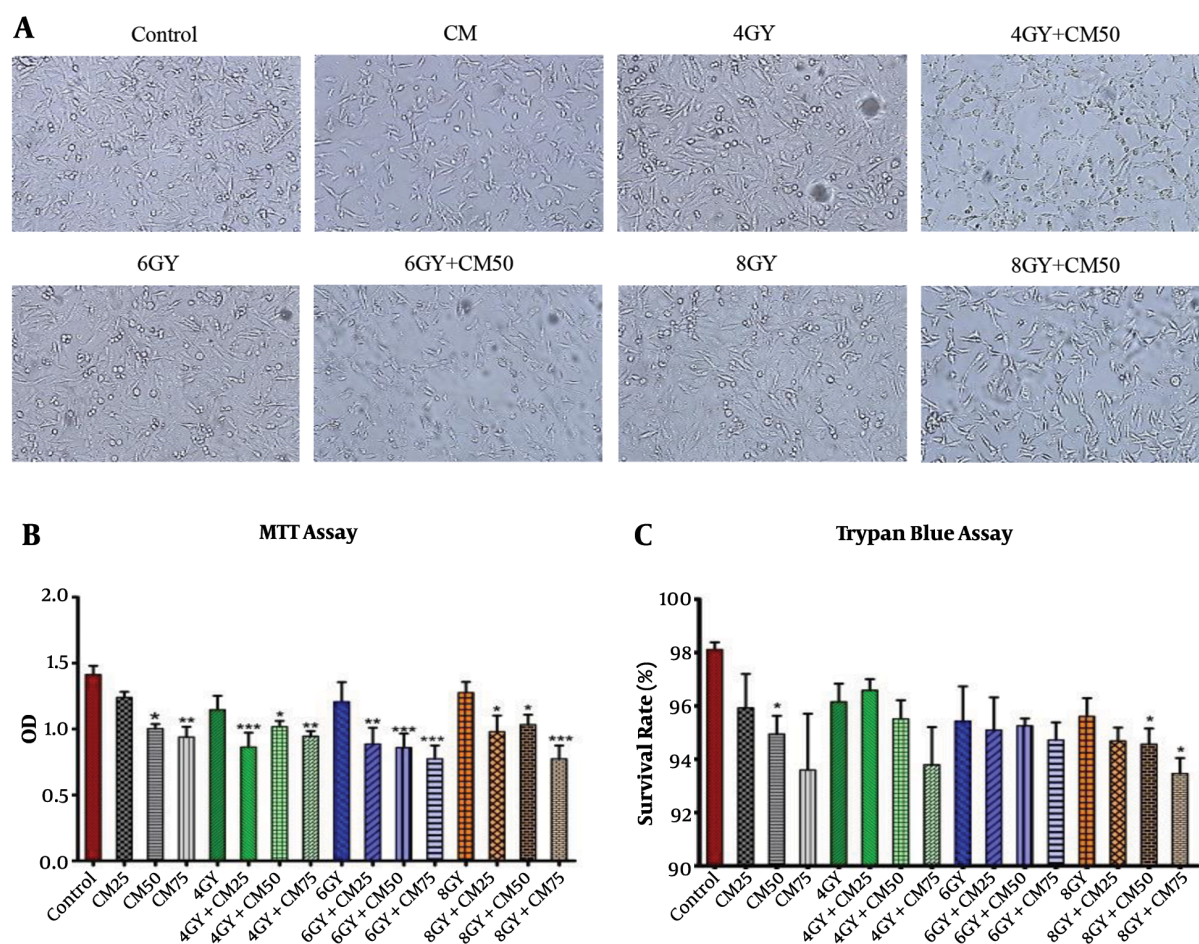 A
Control
CM
4GY
4GY+CM50
6GY
6GY+CM50
8GY
8GY+CM50
B
MTT Assay
OD
2.0
1.5
1.0
0.5
0.0
*
**
***
*
**
**
***
***
*
*
***
Control
CM25
CM50
CM75
4GY
4GY + CM25
4GY + CM50
4GY + CM75
6GY
6GY + CM25
6GY + CM50
6GY + CM75
8GY
8GY + CM25
8GY + CM50
8GY + CM75
C
Trypan Blue Assay
Survival Rate (%)
100
98
96
94
92
90
*
*
*
Control
CM25
CM50
CM75
4GY
4GY + CM25
4GY + CM50
4GY + CM75
6GY
6GY + CM25
6GY + CM50
6GY + CM75
8GY
8GY + CM25
8GY + CM50
8GY + CM75